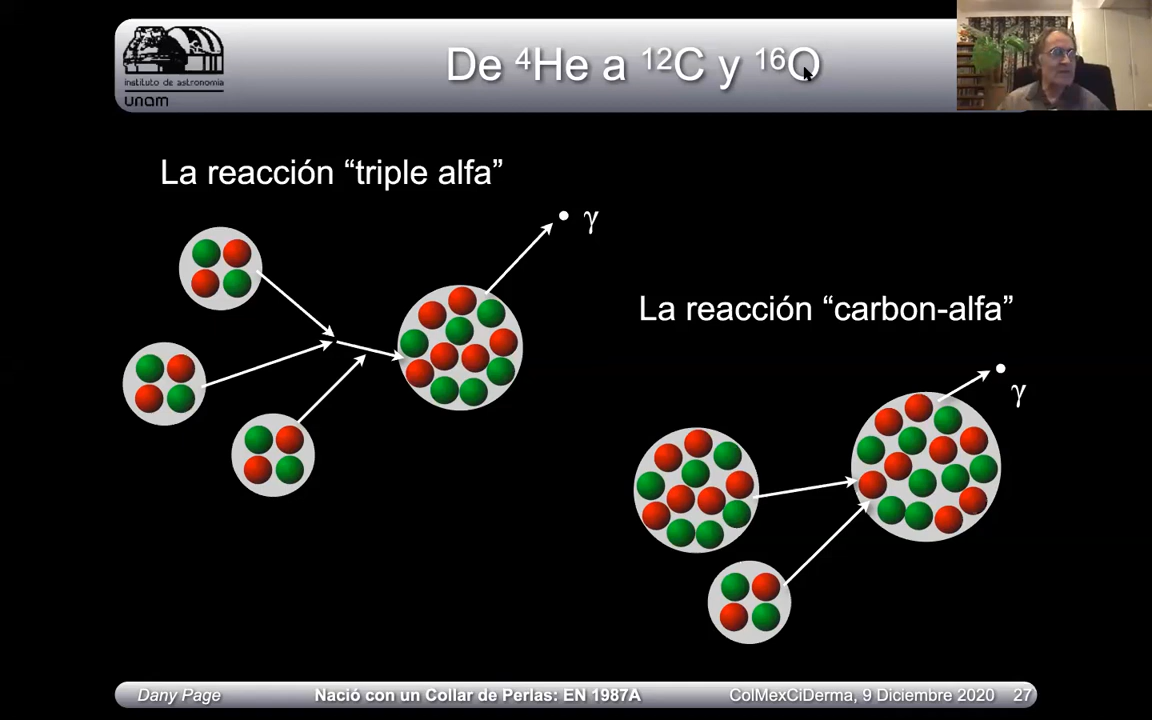 instituto de astronomía
unam
De ⁴He a ¹²C y ¹⁶O
La reacción “triple alfa”
γ
La reacción “carbon-alfa”
γ
Dany Page
Nació con un Collar de Perlas: EN 1987A
ColMexCiDerma, 9 Diciembre 2020
27